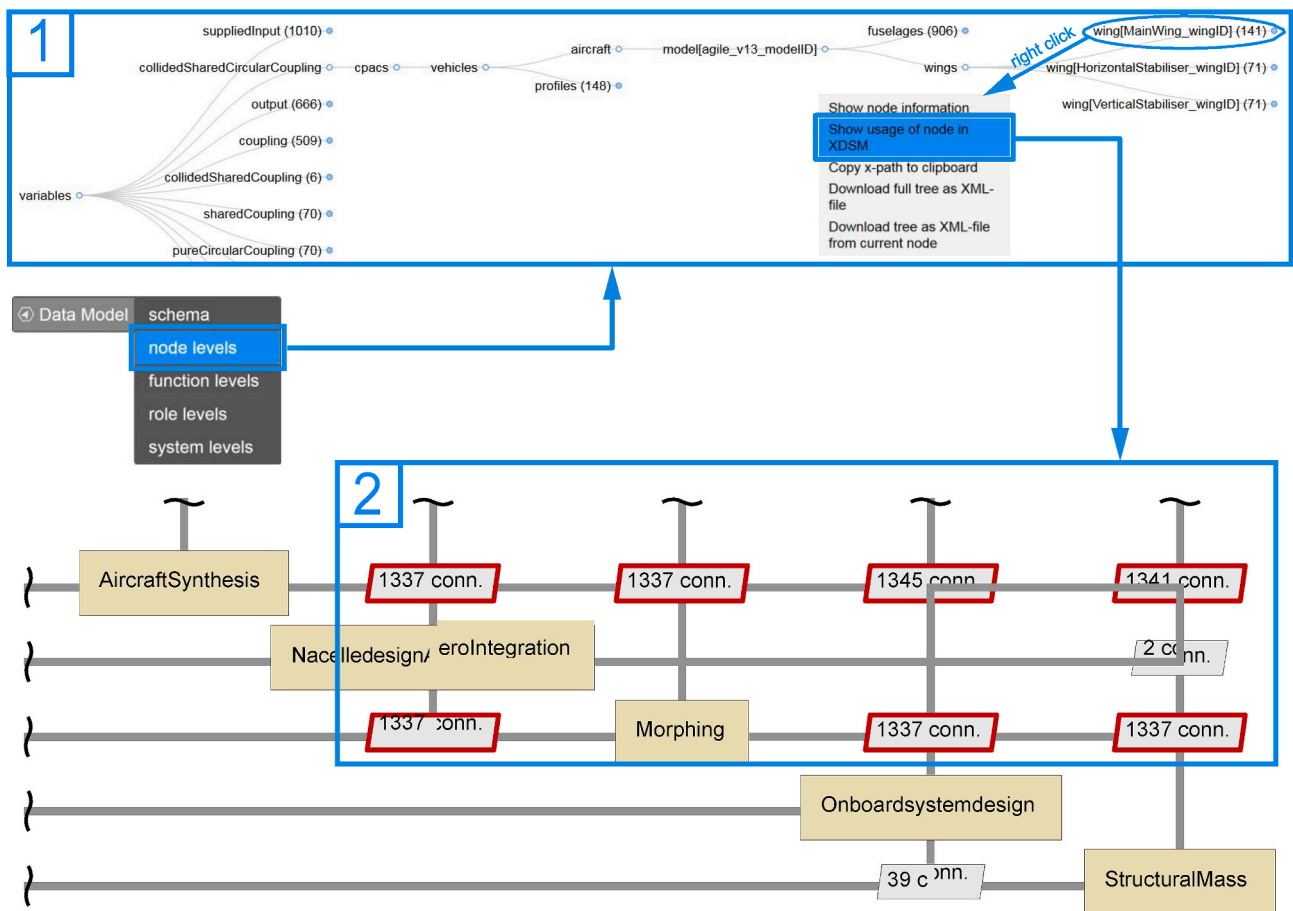 1
suppliedInput (1010)
collidedSharedCircularCoupling
cpacs
vehicles
aircraft
model[agile_v13_modelID]
fuselages (906)
right click
wing[MainWing_wingID] (141)
wings
wing[HorizontalStabiliser_wingID] (71)
profiles (148)
output (666)
wing[VerticalStabiliser_wingID] (71)
Show node information
Show usage of node in
XDSM
coupling (509)
Copy x-path to clipboard
collidedSharedCoupling (6)
Download full tree as XML-
file
variables
sharedCoupling (70)
Download tree as XML-file
from current node
pureCircularCoupling (70)
Data Model
schema
node levels
function levels
role levels
system levels
2
AircraftSynthesis
1337 conn.
1337 conn.
1345 conn.
1341 conn.
NacelledesignA eroIntegration
2 conn.
1337 conn.
Morphing
1337 conn.
1337 conn.
Onboardsystemdesign
39 conn.
StructuralMass